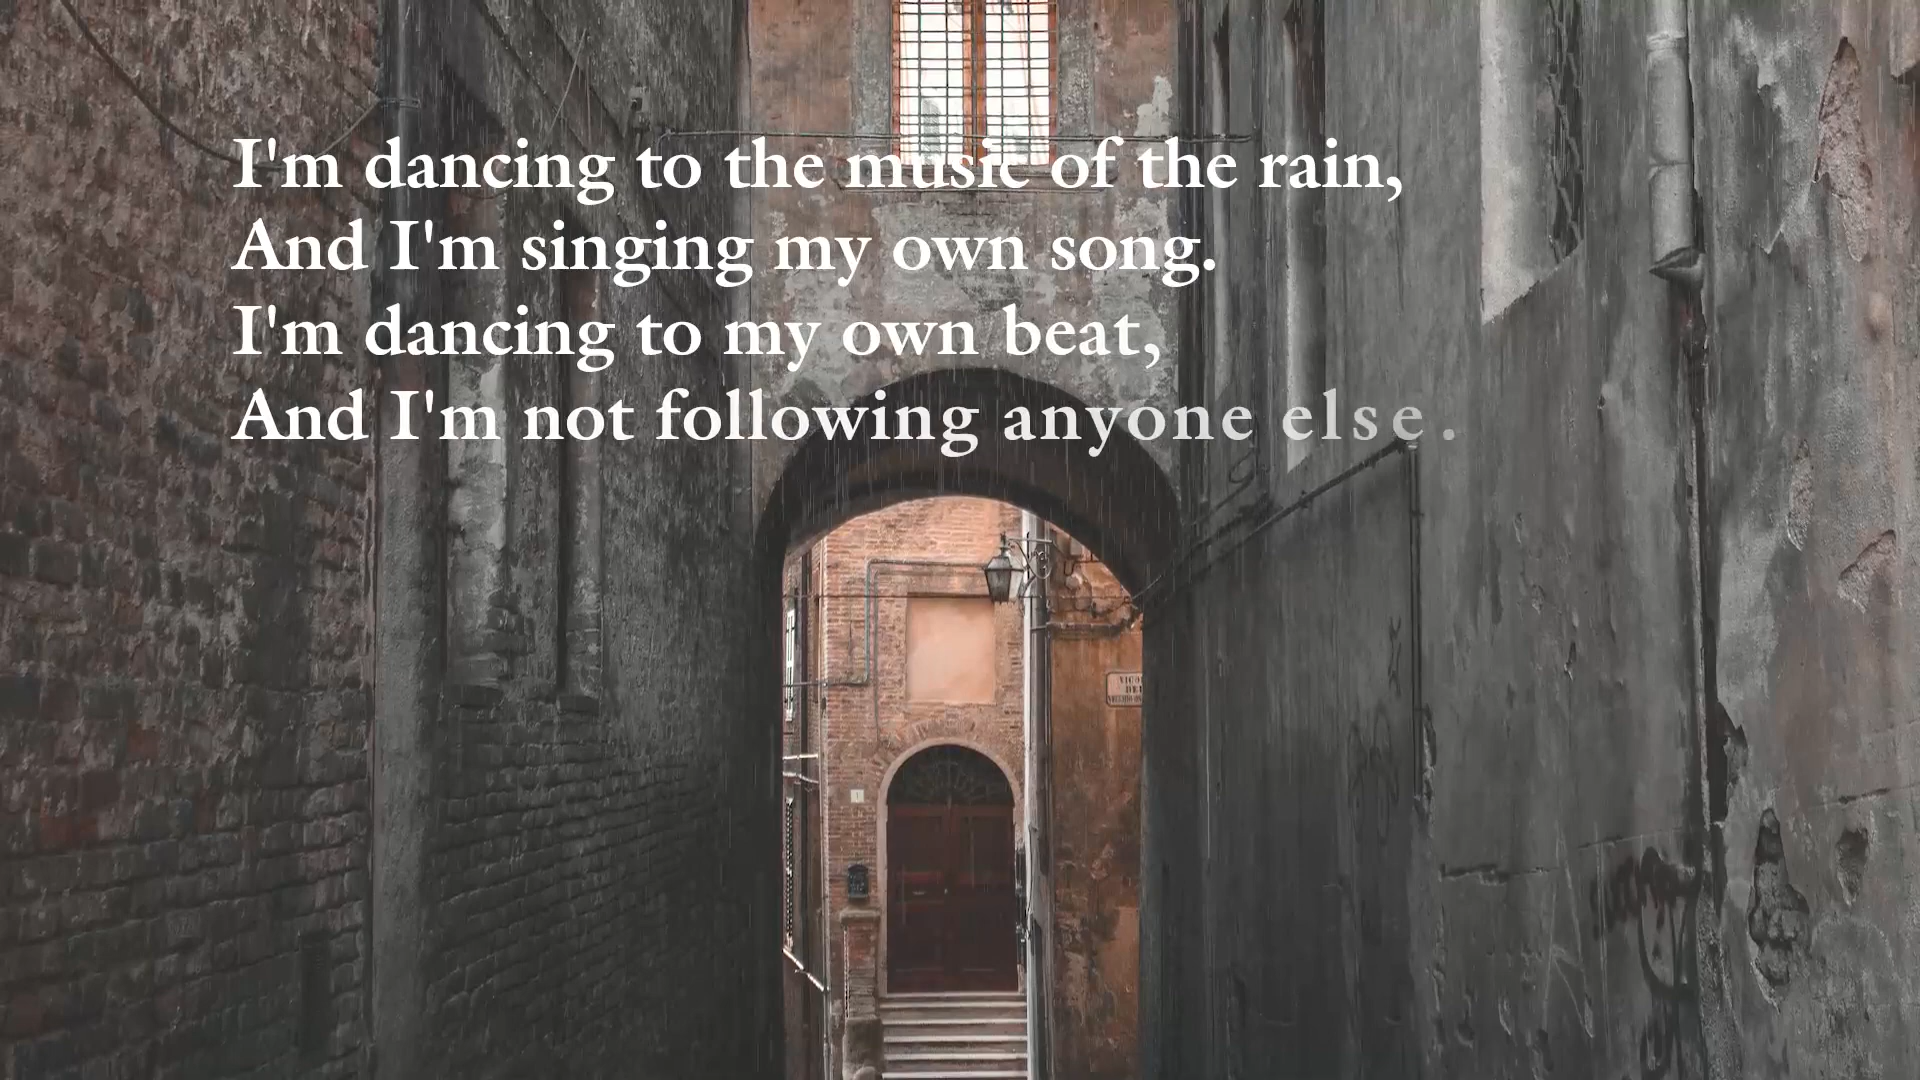 I'm dancing to the music of the rain,
And I'm singing my own song.
I'm dancing to my own beat,
And I'm not following anyone else.